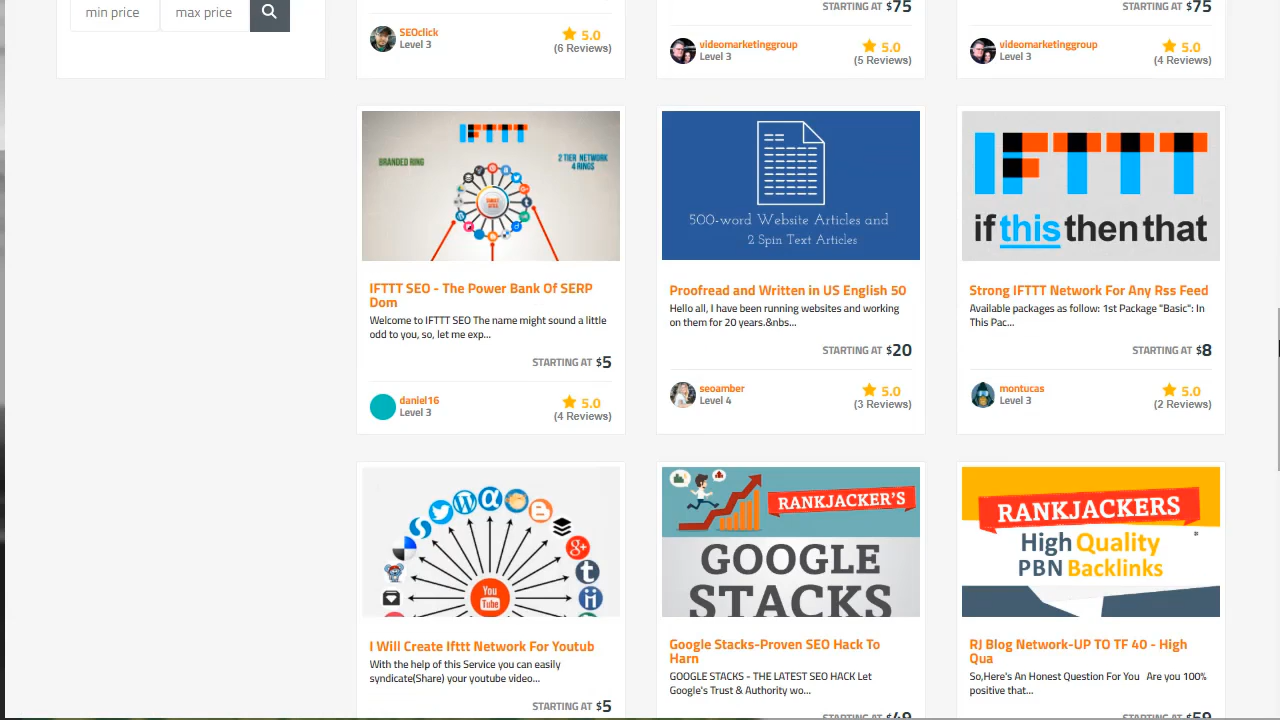 min price
max price
SEOclick
Level 3
5.0
(6 Reviews)
STARTING AT $75
videomarketinggroup
Level 3
5.0
(5 Reviews)
STARTING AT $75
videomarketinggroup
Level 3
5.0
(4 Reviews)
IFTTT
BRANDED RING
2 TIER NETWORK
4 RINGS
IFTTT SEO - The Power Bank Of SERP
Dom
Welcome to IFTTT SEO The name might sound a little
odd to you, so, let me exp...
STARTING AT $5
daniel16
Level 3
5.0
(4 Reviews)
500-word Website Articles and
2 Spin Text Articles
Proofread and Written in US English 50
Hello all, I have been running websites and working
on them for 20 years.&nbs...
STARTING AT $20
seoamber
Level 4
5.0
(3 Reviews)
IFTTT
if this then that
Strong IFTTT Network For Any Rss Feed
Available packages as follow: 1st Package "Basic": In
This Pac...
STARTING AT $8
montucas
Level 3
5.0
(2 Reviews)
You
Tube
I Will Create Ifttt Network For Youtub
With the help of this Service you can easily
syndicate(Share) your youtube video...
STARTING AT $5
RANKJACKER'S
GOOGLE
STACKS
Google Stacks-Proven SEO Hack To
Harn
GOOGLE STACKS - THE LATEST SEO HACK Let
Google's Trust & Authority wo...
STARTING AT $49
RANKJACKERS
High Quality
PBN Backlinks
RJ Blog Network-UP TO TF 40 - High
Qua
So,Here's An Honest Question For You Are you 100%
positive that...
STARTING AT $59